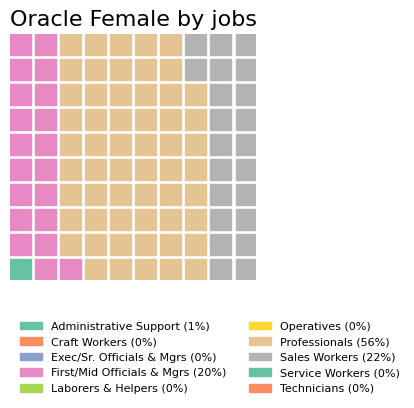 Oracle Female by jobs
Administrative Support (1%)
Craft Workers (0%)
Exec/Sr. Officials & Mgrs (0%)
First/Mid Officials & Mgrs (20%)
Laborers & Helpers (0%)
Operatives (0%)
Professionals (56%)
Sales Workers (22%)
Service Workers (0%)
Technicians (0%)